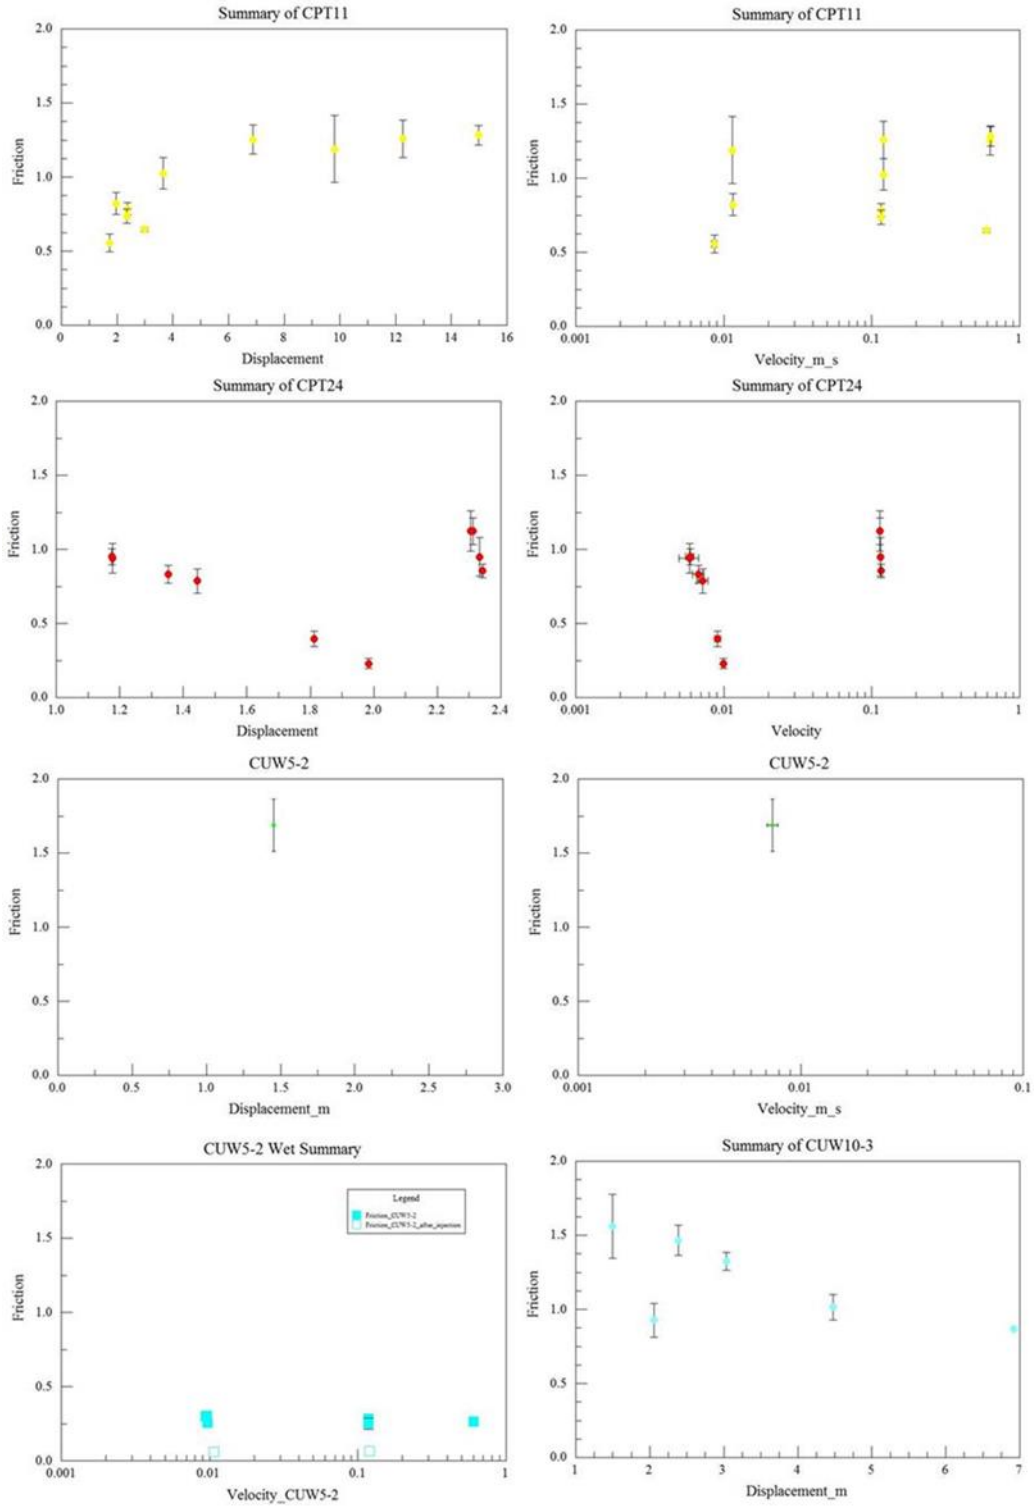 Summary of CPT11
Friction
2.0
1.5
1.0
0.5
0.0
0 2 4 6 8 10 12 14 16
Displacement
Summary of CPT11
Friction
2.0
1.5
1.0
0.5
0.0
0.001 0.01 0.1 1
Velocity_m_s
Summary of CPT24
Friction
2.0
1.5
1.0
0.5
0.0
1.0 1.2 1.4 1.6 1.8 2.0 2.2 2.4
Displacement
Summary of CPT24
Friction
2.0
1.5
1.0
0.5
0.0
0.001 0.01 0.1 1
Velocity
CUW5-2
Friction
2.0
1.5
1.0
0.5
0.0
0.0 0.5 1.0 1.5 2.0 2.5 3.0
Displacement_m
CUW5-2
Friction
2.0
1.5
1.0
0.5
0.0
0.001 0.01 0.1
Velocity_m_s
CUW5-2 Wet Summary
Friction
2.0
1.5
1.0
0.5
0.0
Legend
Friction_CUW5-2
Friction_CUW5-2_after_injection
0.001 0.01 0.1 1
Velocity_CUW5-2
Summary of CUW10-3
Friction
2.0
1.5
1.0
0.5
0.0
1 2 3 4 5 6 7
Displacement_m